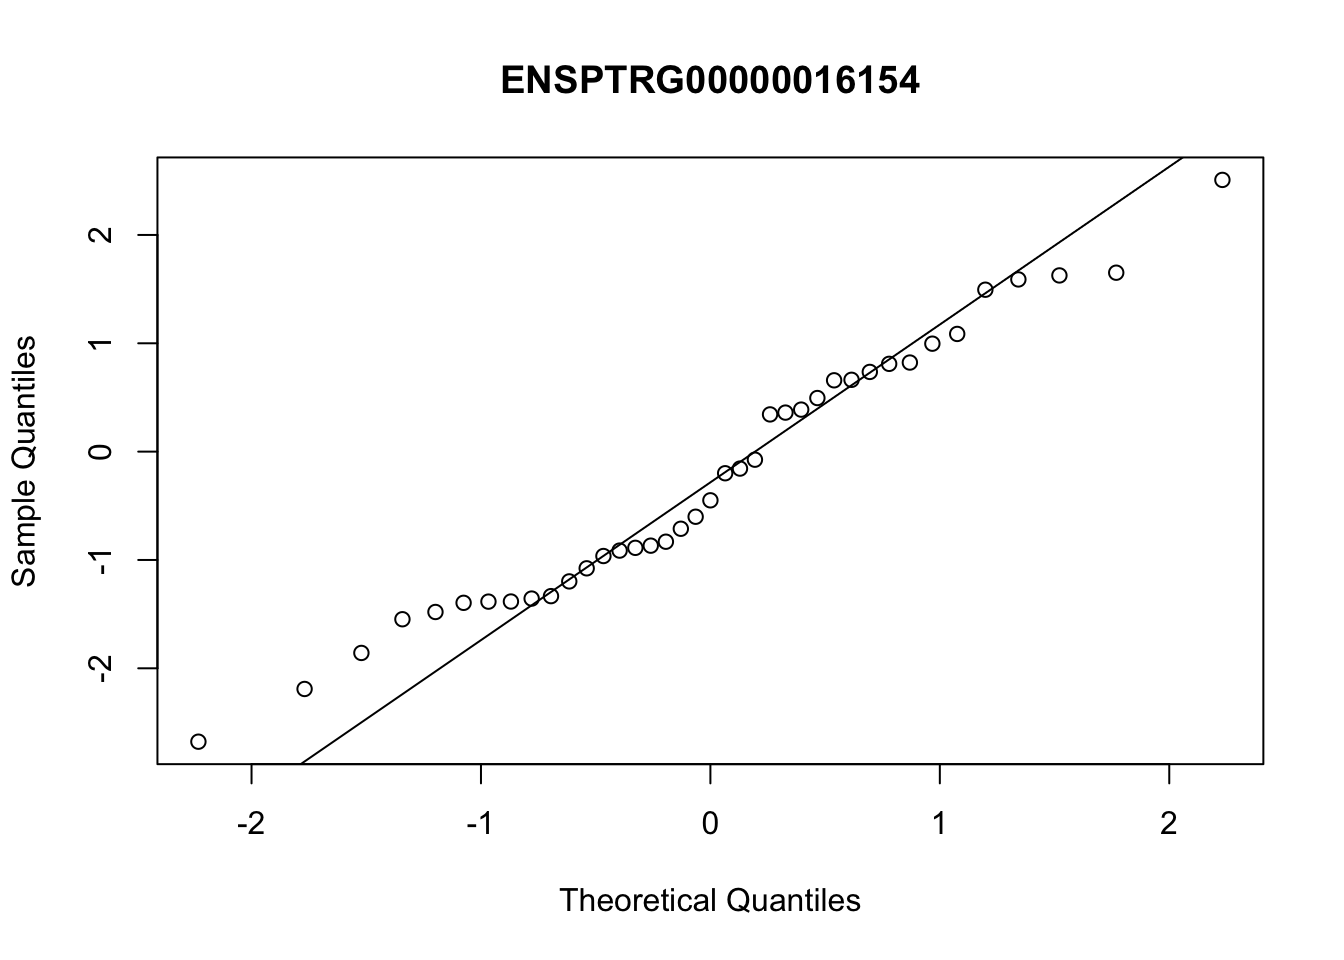 ENSPTRG00000016154
Sample Quantiles
2
1
0
-1
-2
-2 -1 0 1 2
Theoretical Quantiles